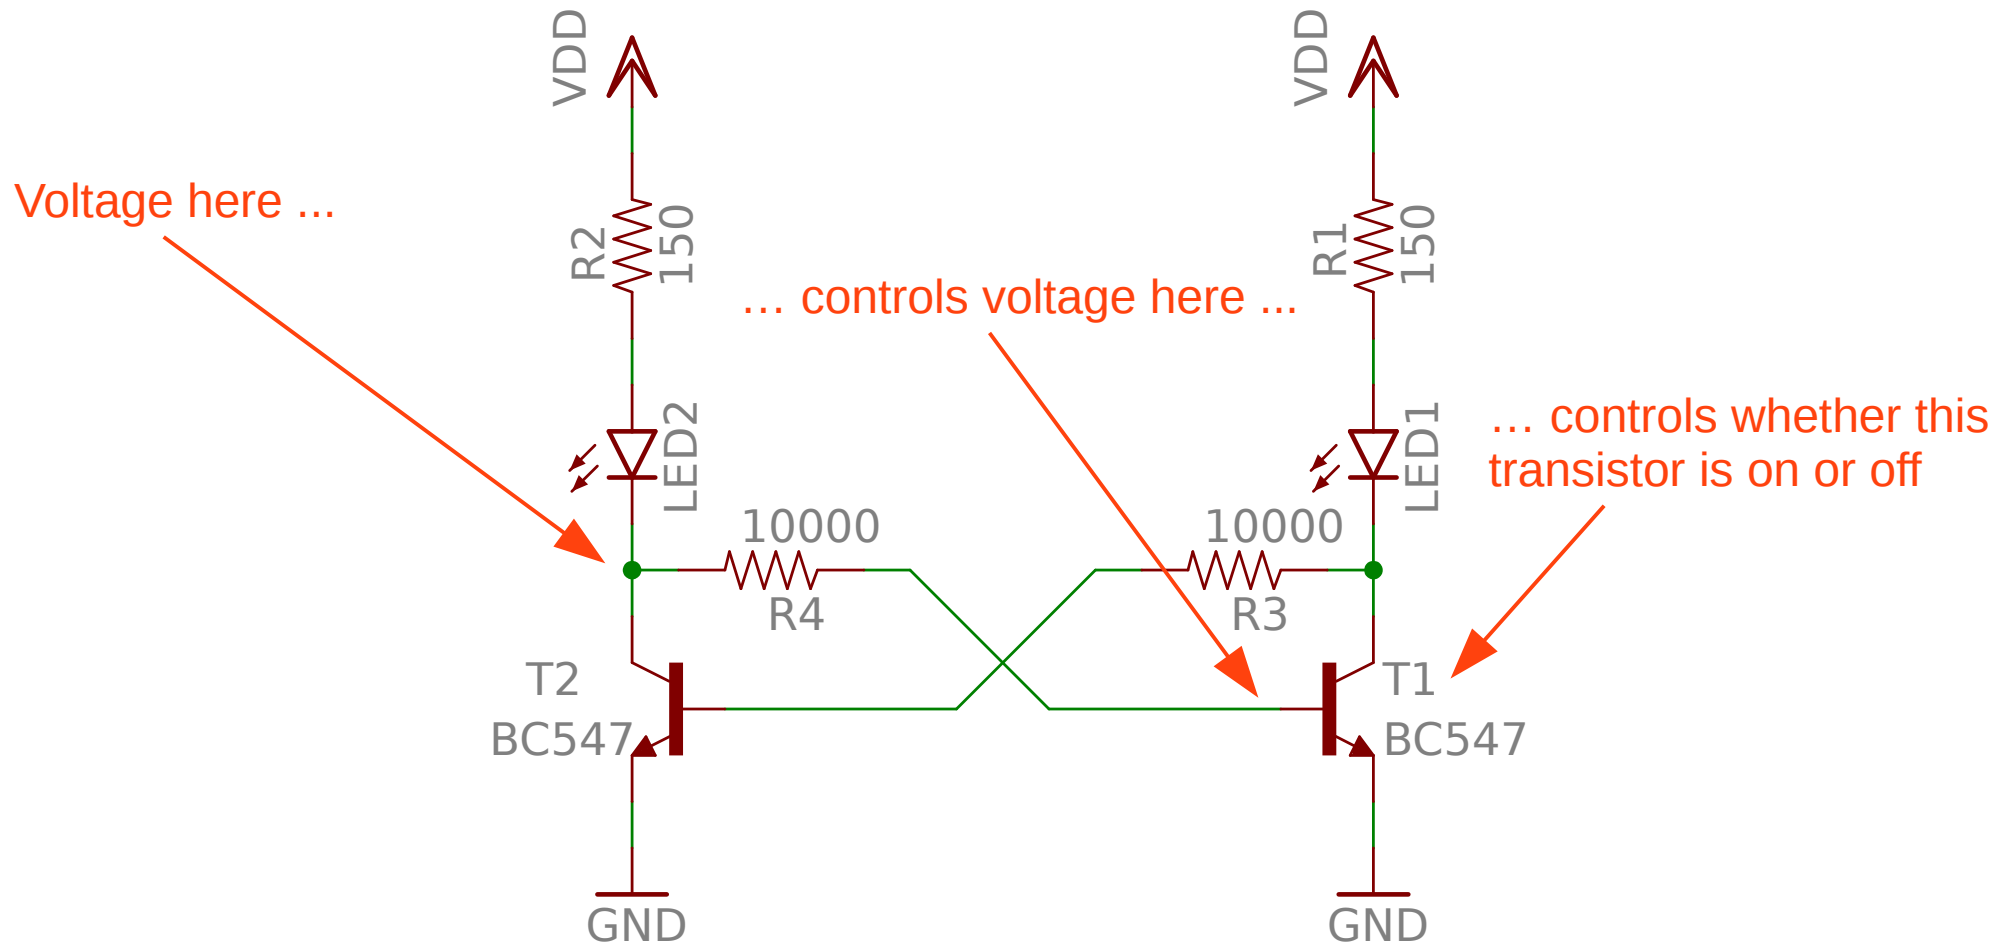 VDD
VDD
Voltage here ...
R2
150
R1
150
... controls voltage here ...
LED2
LED1
... controls whether this
transistor is on or off
10000
10000
R4
R3
T2
T1
BC547
BC547
GND
GND